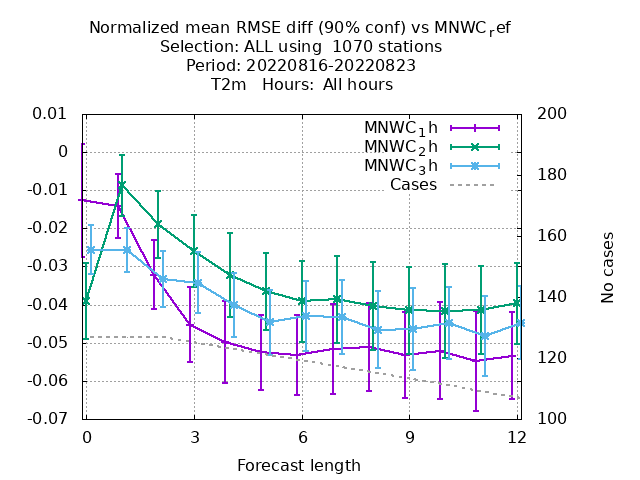 Normalized mean RMSE diff (90% conf) vs MNWC_ref
Selection: ALL using 1070 stations
Period: 20220816-20220823
T2m Hours: All hours
0.01
0
-0.01
-0.02
-0.03
-0.04
-0.05
-0.06
-0.07
200
180
160
140
120
100
No cases
MNWC_1h
MNWC_2h
MNWC_3h
Cases
0 3 6 9 12
Forecast length